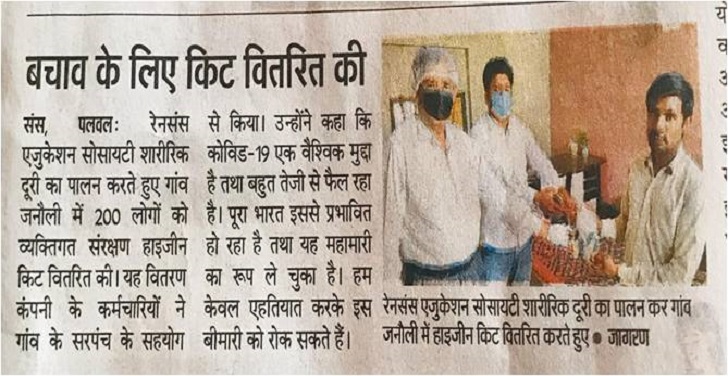 बचाव के लिए किट वितरित की
संस, पलवल: रेनसंस
एजुकेशन सोसायटी शारीरिक
दूरी का पालन करते हुए गांव
जनौली में 200 लोगों को
व्यक्तिगत संरक्षण हाइजीन
किट वितरित की। यह वितरण
कंपनी के कर्मचारियों ने
गांव के सरपंच के सहयोग
से किया। उन्होंने कहा कि
कोविड-19 एक वैश्विक मुद्दा
है तथा बहुत तेजी से फैल रहा
है। पूरा भारत इससे प्रभावित
हो रहा है तथा यह महामारी
का रूप ले चुका है। हम
केवल एहतियात करके इस
बीमारी को रोक सकते हैं।
रेनसंस एजुकेशन सोसायटी शारीरिक दूरी का पालन कर गांव
जनौली में हाइजीन किट वितरित करते हुए ● जागरण